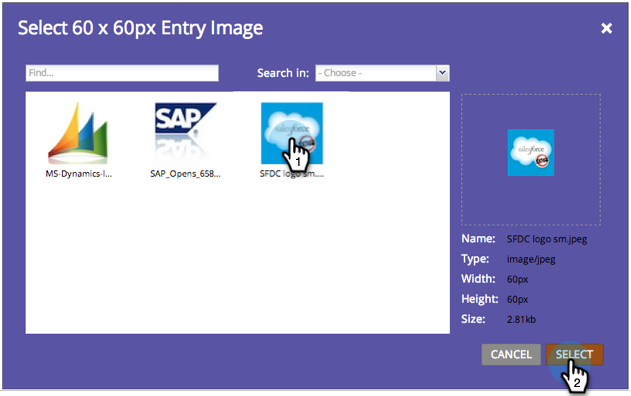 Select 60 x 60px Entry Image
Find...
Search in:
- Choose -
SAP
salesforce
1
MS-Dynamics-l...
SAP_Opens_658...
SFDC logo sm....
salesforce
Name: SFDC logo sm.jpeg
Type: image/jpeg
Width: 60px
Height: 60px
Size: 2.81kb
CANCEL
SELECT
2